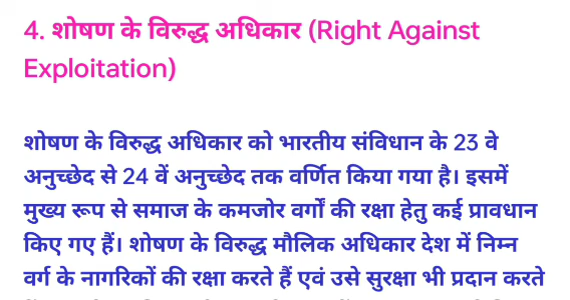 4. शोषण के विरुद्ध अधिकार (Right Against
Exploitation)
शोषण के विरुद्ध अधिकार को भारतीय संविधान के 23 वे
अनुच्छेद से 24 वें अनुच्छेद तक वर्णित किया गया है। इसमें
मुख्य रूप से समाज के कमजोर वर्गों की रक्षा हेतु कई प्रावधान
किए गए हैं। शोषण के विरुद्ध मौलिक अधिकार देश में निम्न
वर्ग के नागरिकों की रक्षा करते हैं एवं उसे सुरक्षा भी प्रदान करते